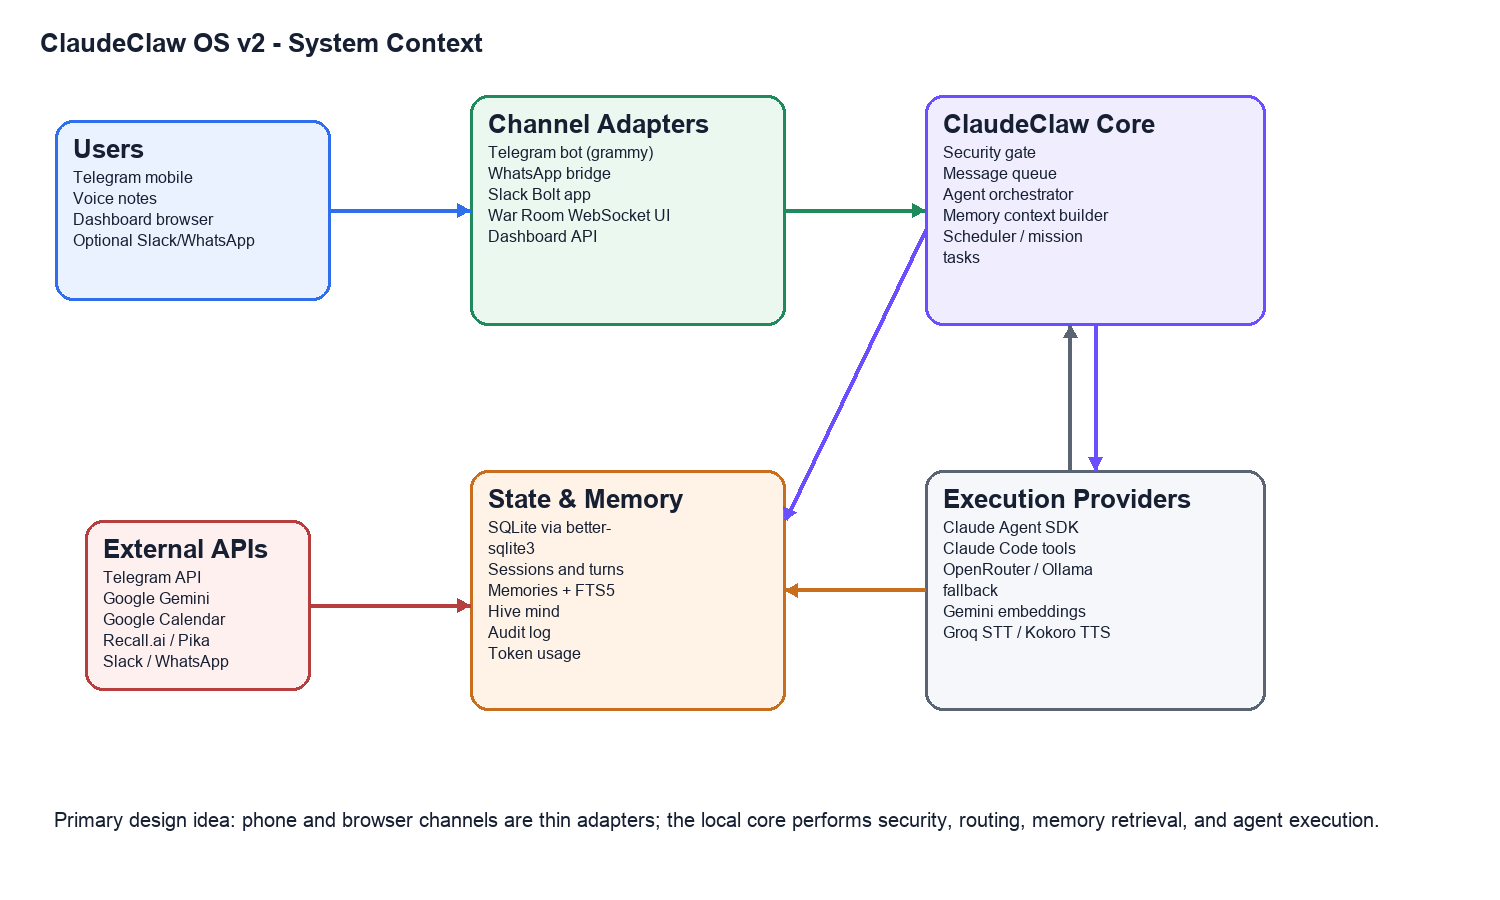 ClaudeClaw OS v2 - System Context
Users
Telegram mobile
Voice notes
Dashboard browser
Optional Slack/WhatsApp
Channel Adapters
Telegram bot (grammy)
WhatsApp bridge
Slack Bolt app
War Room WebSocket UI
Dashboard API
ClaudeClaw Core
Security gate
Message queue
Agent orchestrator
Memory context builder
Scheduler / mission
tasks
External APIs
Telegram API
Google Gemini
Google Calendar
Recall.ai / Pika
Slack / WhatsApp
State & Memory
SQLite via better-
sqlite3
Sessions and turns
Memories + FTS5
Hive mind
Audit log
Token usage
Execution Providers
Claude Agent SDK
Claude Code tools
OpenRouter / Ollama
fallback
Gemini embeddings
Groq STT / Kokoro TTS
Primary design idea: phone and browser channels are thin adapters; the local core performs security, routing, memory retrieval, and agent execution.